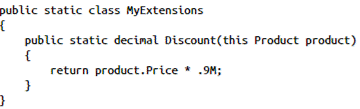 public static class MyExtensions
{
    public static decimal Discount(this Product product)
    {
        return product.Price * .9M;
    }
}